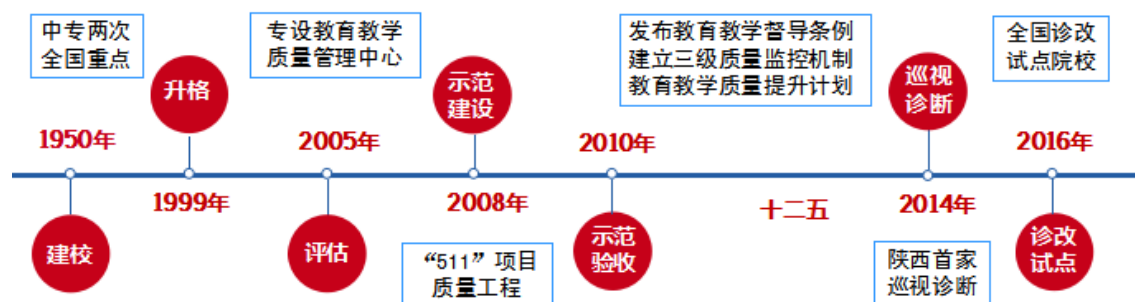 中专两次
全国重点
专设教育教学
质量管理中心
发布教育教学督导条例
建立三级质量监控机制
教育教学质量提升计划
全国诊改
试点院校
升格
示范
建设
巡视
诊断
1950年
2005年
2010年
2016年
1999年
2008年
十二五
2014年
建校
评估
示范
验收
诊改
试点
“511”项目
质量工程
陕西首家
巡视诊断